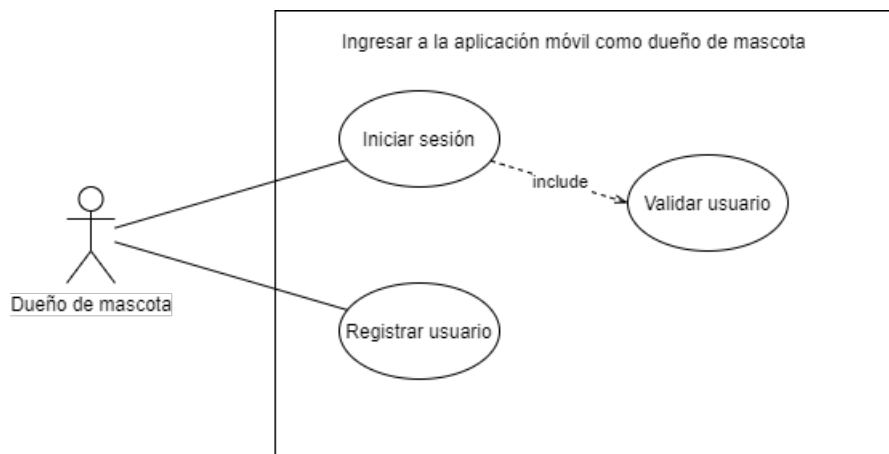 Ingresar a la aplicación móvil como dueño de mascota
Iniciar sesión
include
Validar usuario
Dueño de mascota
Registrar usuario